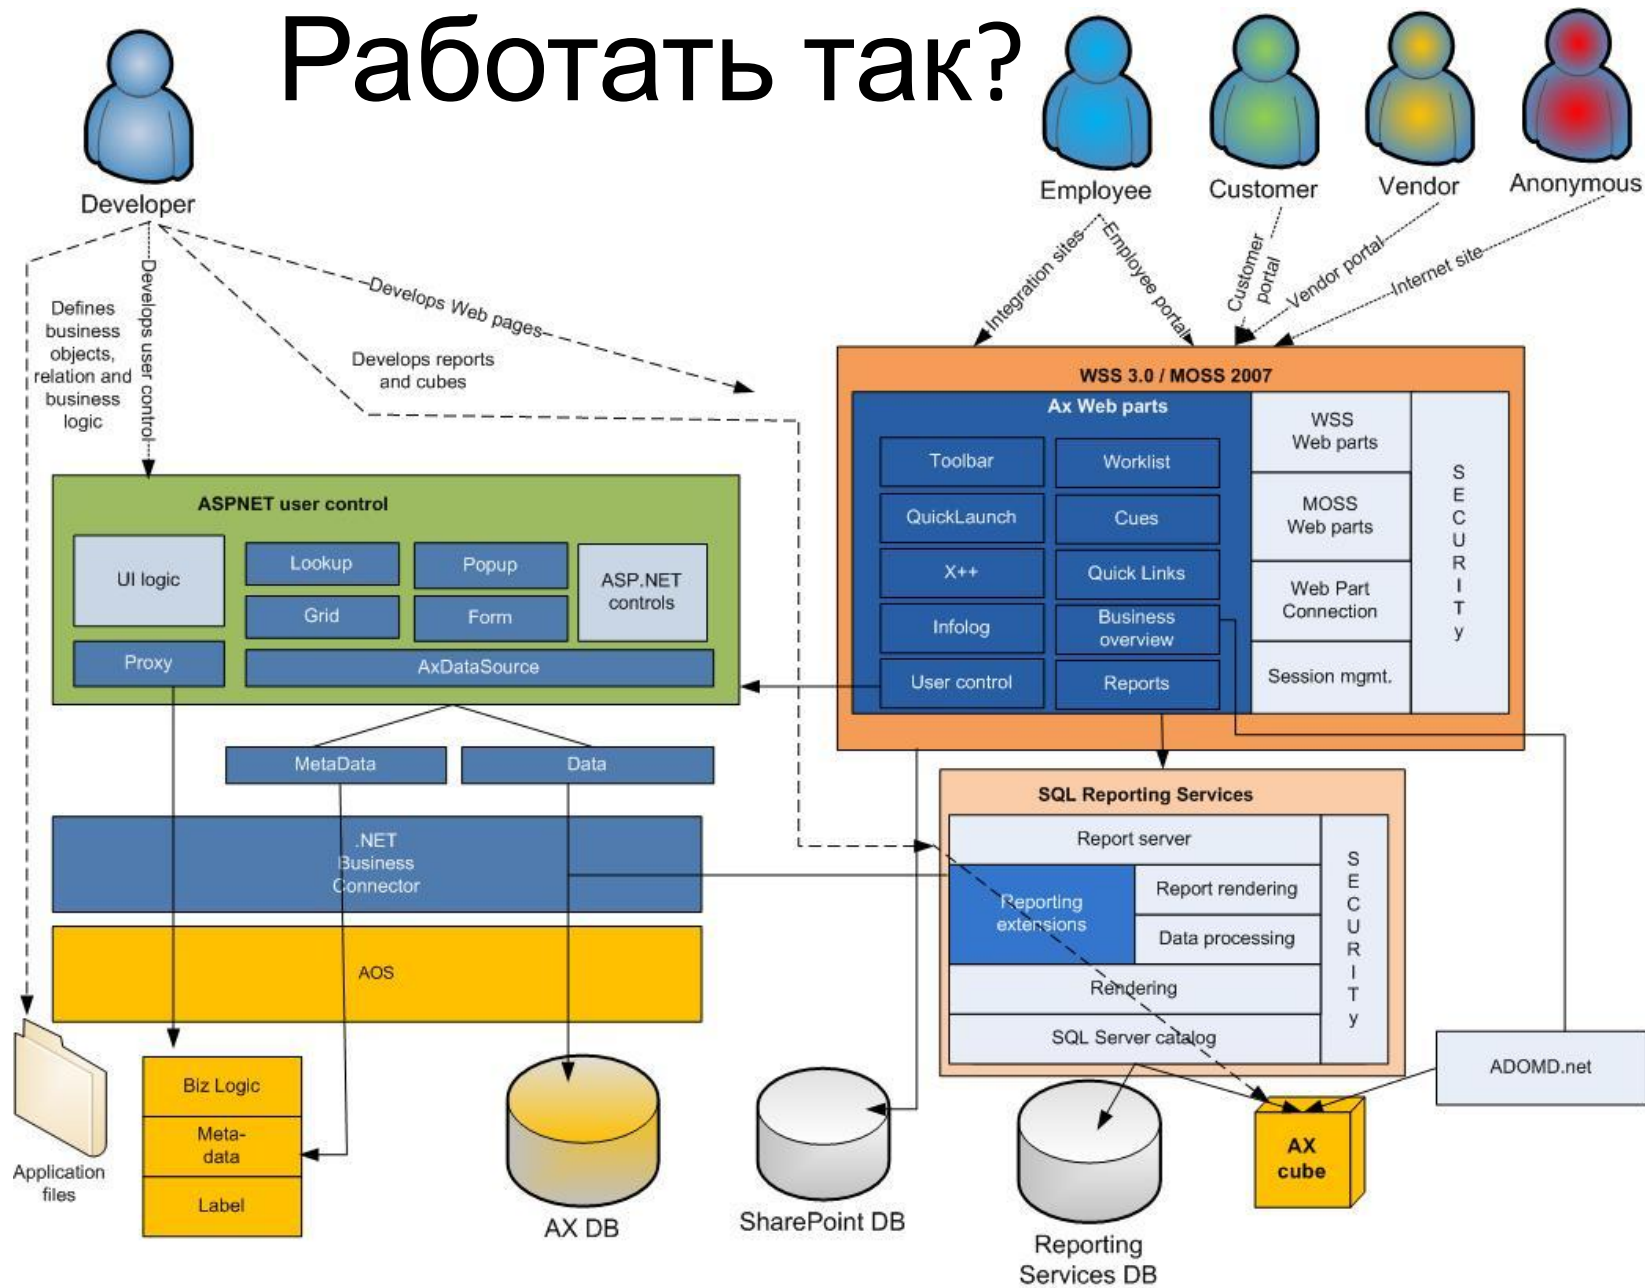 Работать так?
Developer
Employee
Customer
Vendor
Anonymous
Defines
business
objects,
relation and
business
logic
Develops user control
Develops Web pages
Develops reports
and cubes
Integration sites
Employee portal
Customer
portal
Vendor portal
Internet site
WSS 3.0 / MOSS 2007
Ax Web parts
Toolbar
Worklist
QuickLaunch
Cues
X++
Quick Links
Infolog
Business
overview
User control
Reports
WSS
Web parts
MOSS
Web parts
Web Part
Connection
Session mgmt.
S
E
C
U
R
I
T
y
ASPNET user control
UI logic
Lookup
Popup
Grid
Form
ASP.NET
controls
Proxy
AxDataSource
MetaData
Data
.NET
Business
Connector
AOS
SQL Reporting Services
Report server
Reporting
extensions
Report rendering
Data processing
Rendering
SQL Server catalog
S
E
C
U
R
I
T
y
ADOMD.net
Application
files
Biz Logic
Meta-
data
Label
AX DB
SharePoint DB
Reporting
Services DB
AX
cube